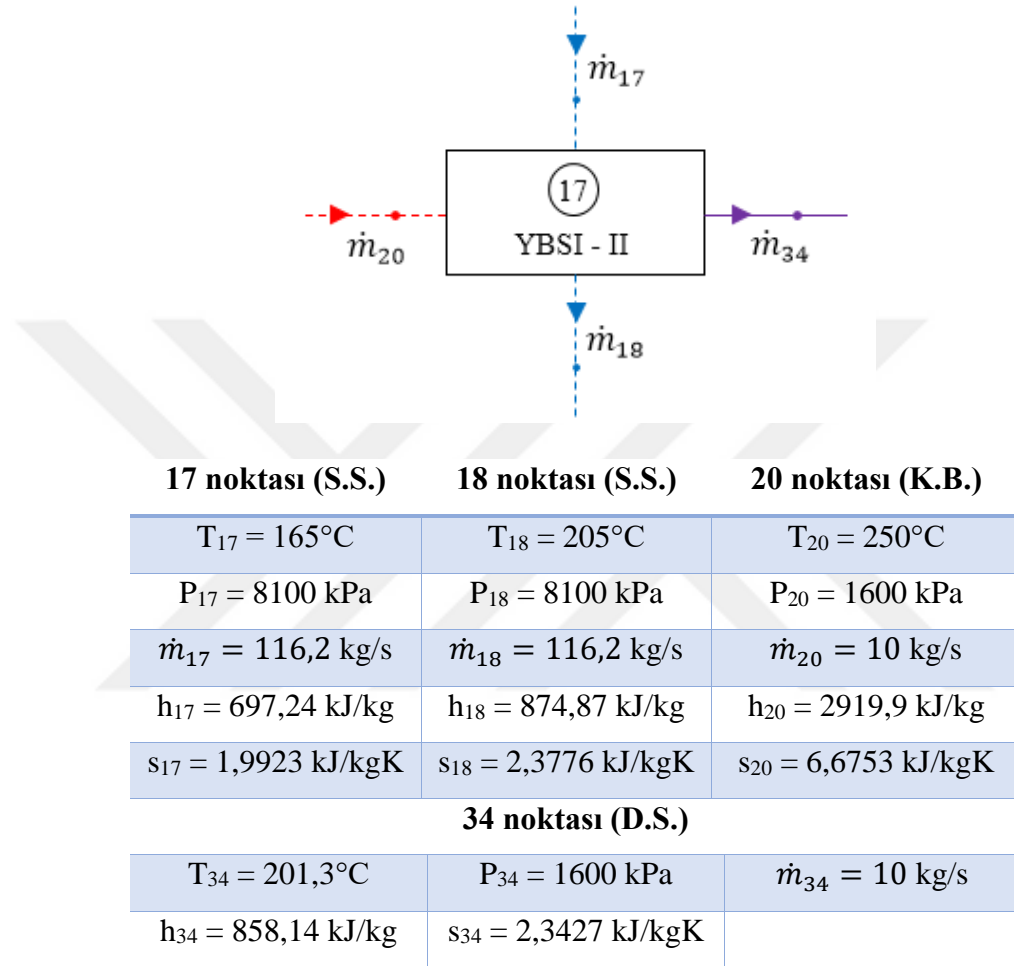 ṁ17
17
YBSI - II
ṁ20
ṁ34
ṁ18
17 noktası (S.S.) 18 noktası (S.S.) 20 noktası (K.B.)
T17 = 165°C T18 = 205°C T20 = 250°C
P17 = 8100 kPa P18 = 8100 kPa P20 = 1600 kPa
ṁ17 = 116,2 kg/s ṁ18 = 116,2 kg/s ṁ20 = 10 kg/s
h17 = 697,24 kJ/kg h18 = 874,87 kJ/kg h20 = 2919,9 kJ/kg
s17 = 1,9923 kJ/kgK s18 = 2,3776 kJ/kgK s20 = 6,6753 kJ/kgK
34 noktası (D.S.)
T34 = 201,3°C P34 = 1600 kPa ṁ34 = 10 kg/s
h34 = 858,14 kJ/kg s34 = 2,3427 kJ/kgK